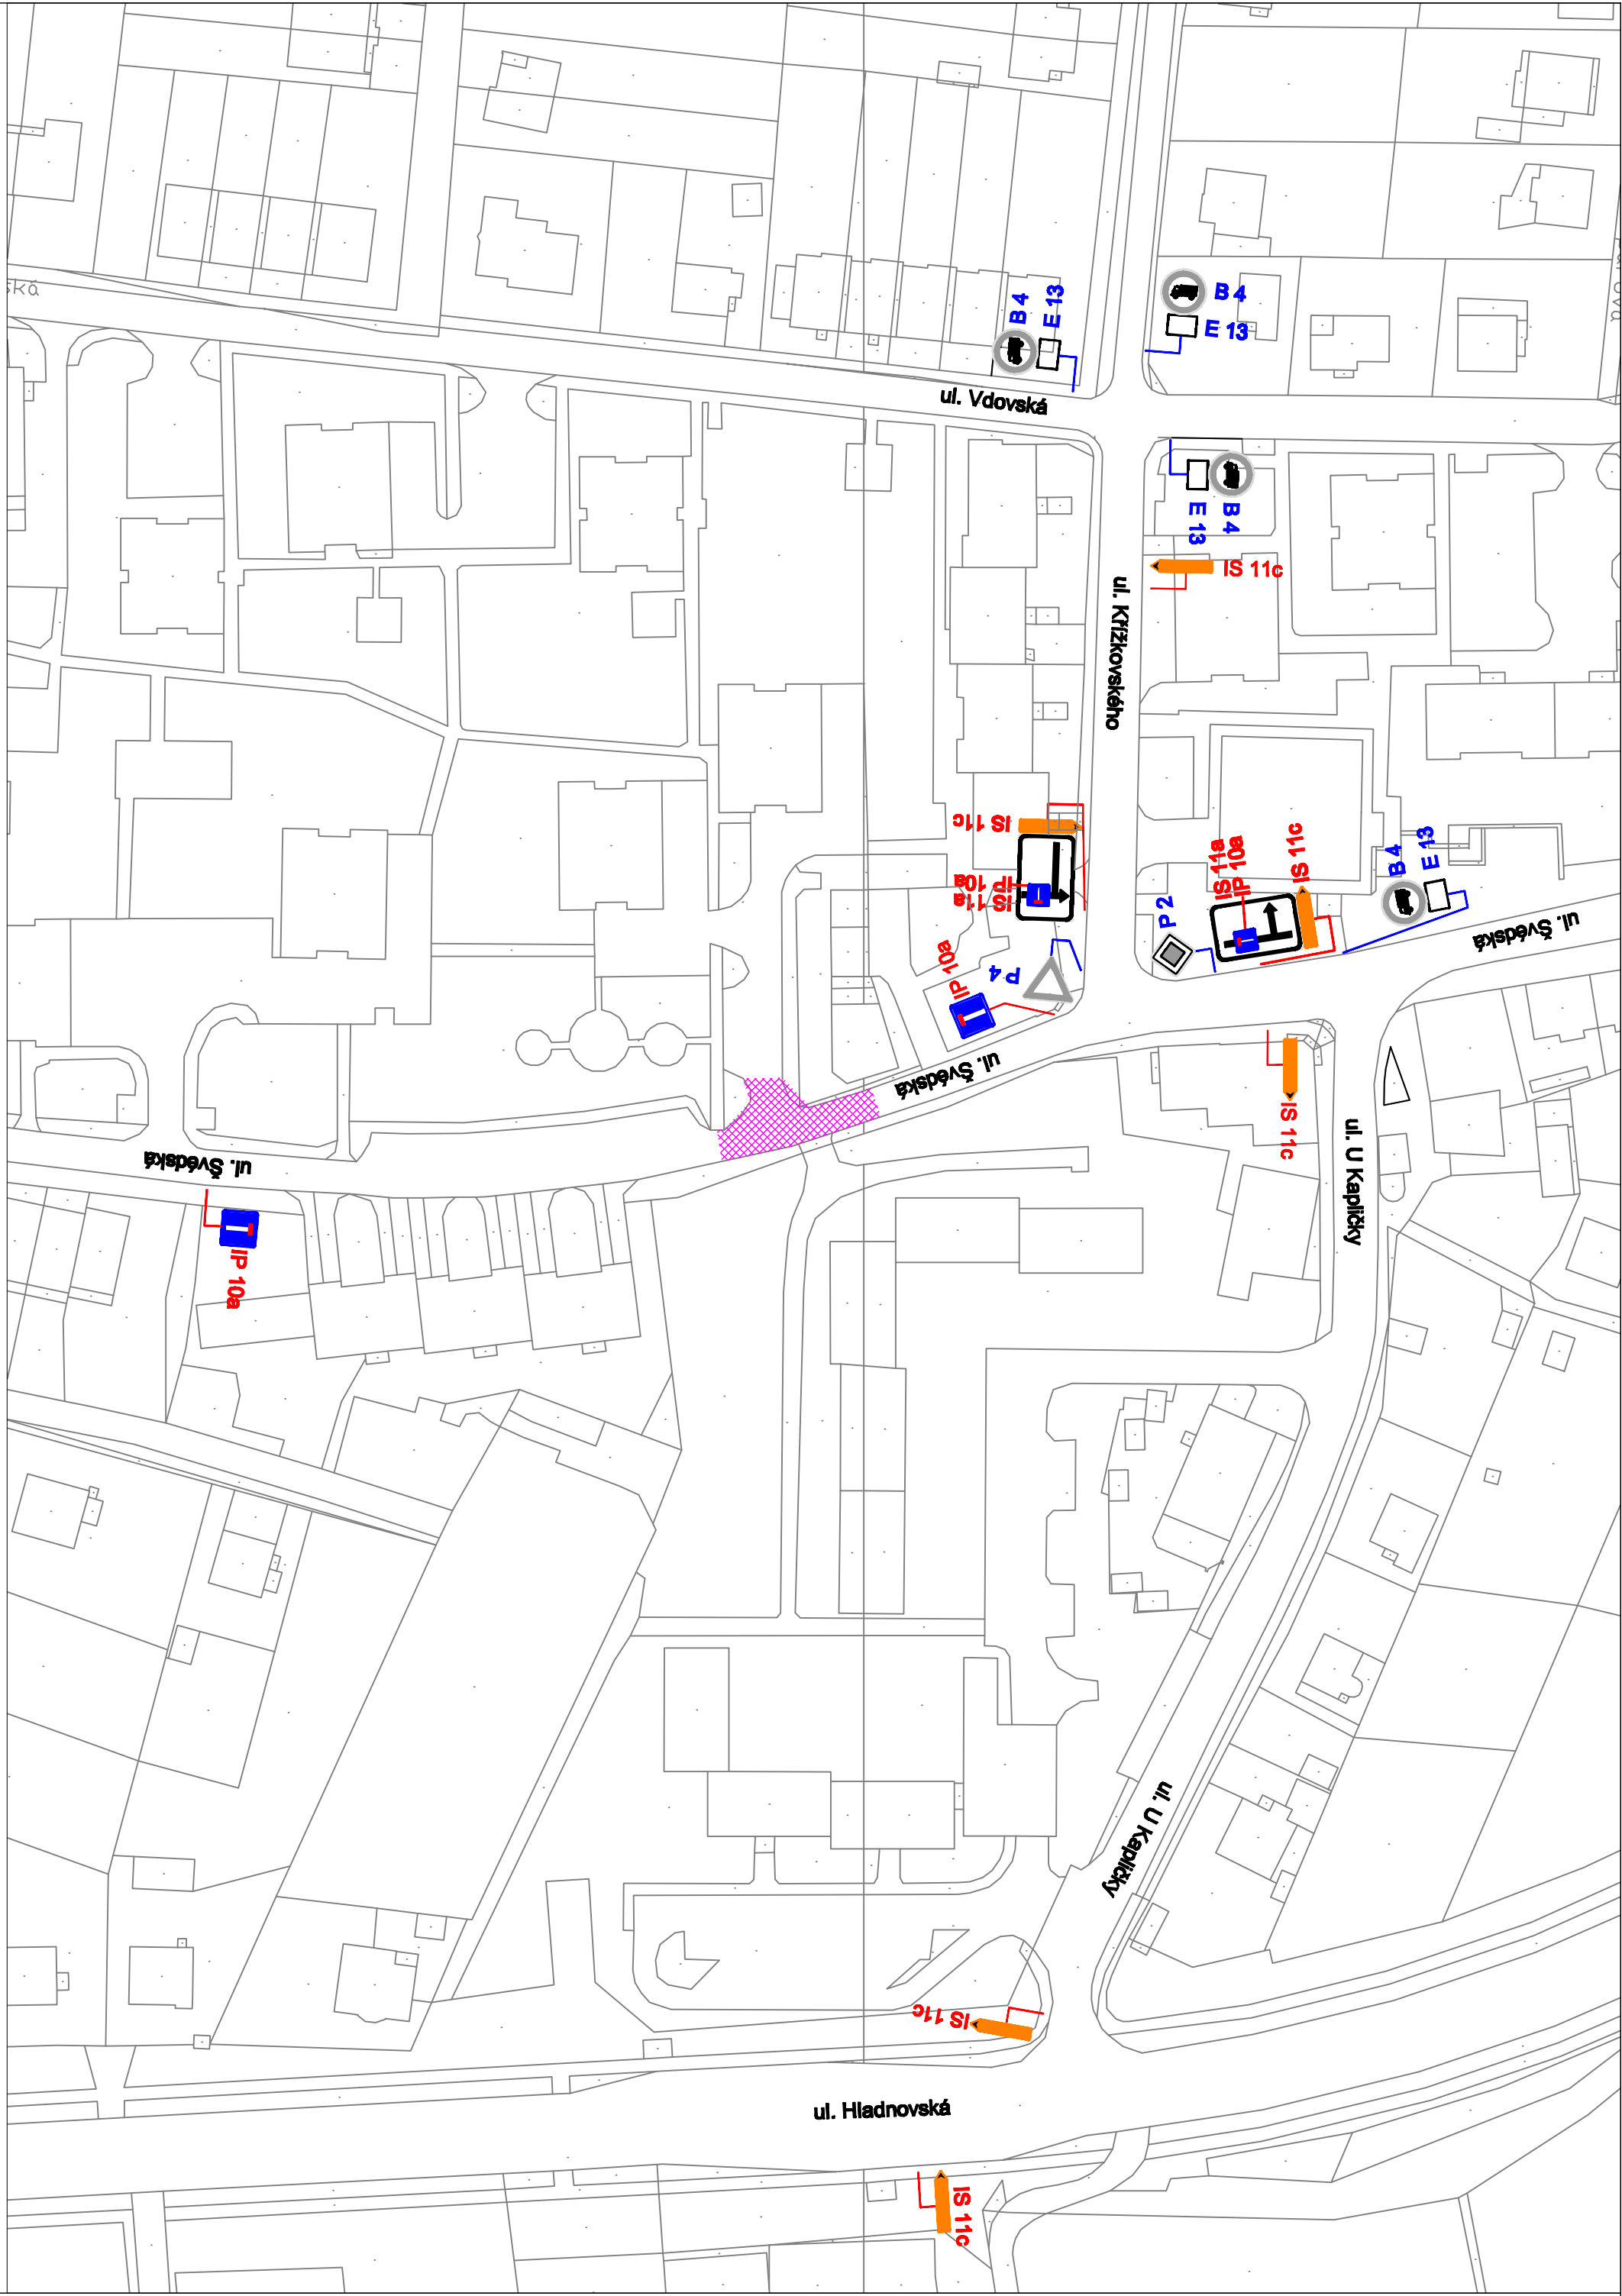 ská
B 4
E 13
B 4
E 13
ul. Vdovská
E 13
B 4
IS 11c
ul. Křížkovského
IS 11c
IP 10a
IS 11a
IS 11a
IP 10a
IS 11c
B 4
E 13
P 2
ul. Švédská
P 4
IP 10a
ul. Švédská
IS 11c
ul. U Kapličky
ul. Švédská
IP 10a
ul. U Kapličky
IS 11c
ul. Hladnovská
IS 11c